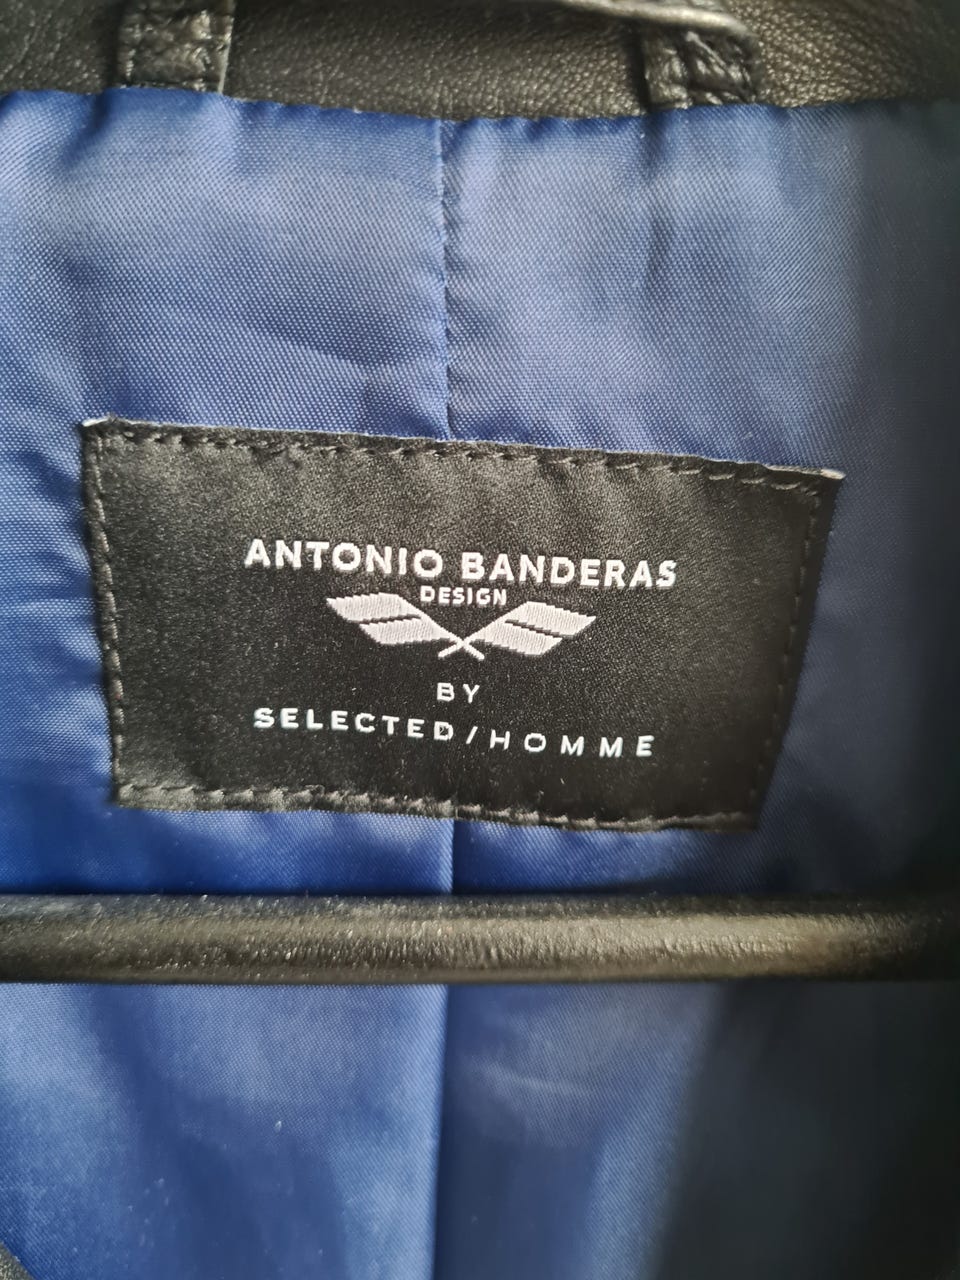 ANTONIO BANDERAS
DESIGN
BY
SELECTED/HOMME